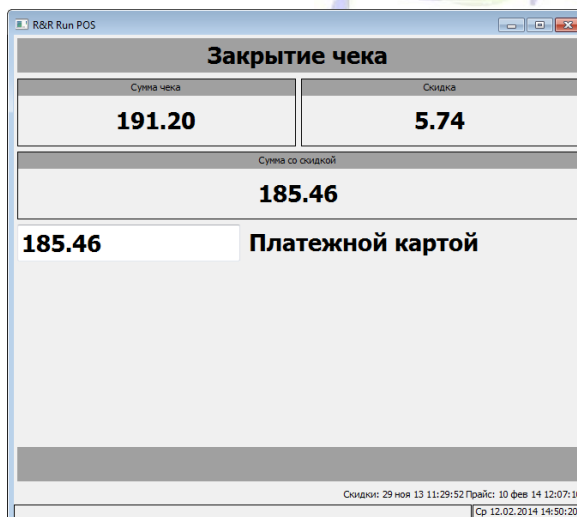 R&R Run POS
Закрытие чека
Сумма чека
Скидка
191.20
5.74
Сумма со скидкой
185.46
185.46 Платежной картой
Скидки: 29 ноя 13 11:29:52 Прайс: 10 фев 14 12:07:10
Ср 12.02.2014 14:50:20